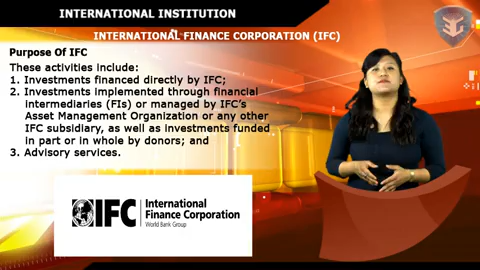 INTERNATIONAL INSTITUTION
INTERNATIONAL FINANCE CORPORATION (IFC)
Purpose Of IFC
These activities include:
1. Investments financed directly by IFC;
2. Investments implemented through financial
intermediaries (FIs) or managed by IFC's
Asset Management Organization or any other
IFC subsidiary, as well as investments funded
in part or in whole by donors; and
3. Advisory services.
IFC
International
Finance Corporation
World Bank Group